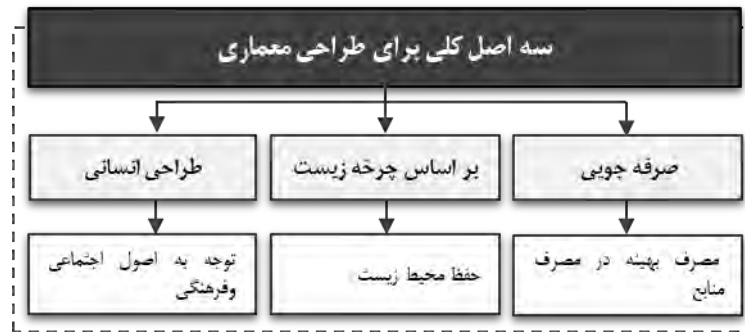 سه اصل کلی برای طراحی معماری
صرفه جویی
بر اساس چرخه زیست
طراحی انسانی
مصرف بهینه در مصرف
منابع
حفظ محیط زیست
توجه به اصول اجتماعی
وفرهنگی